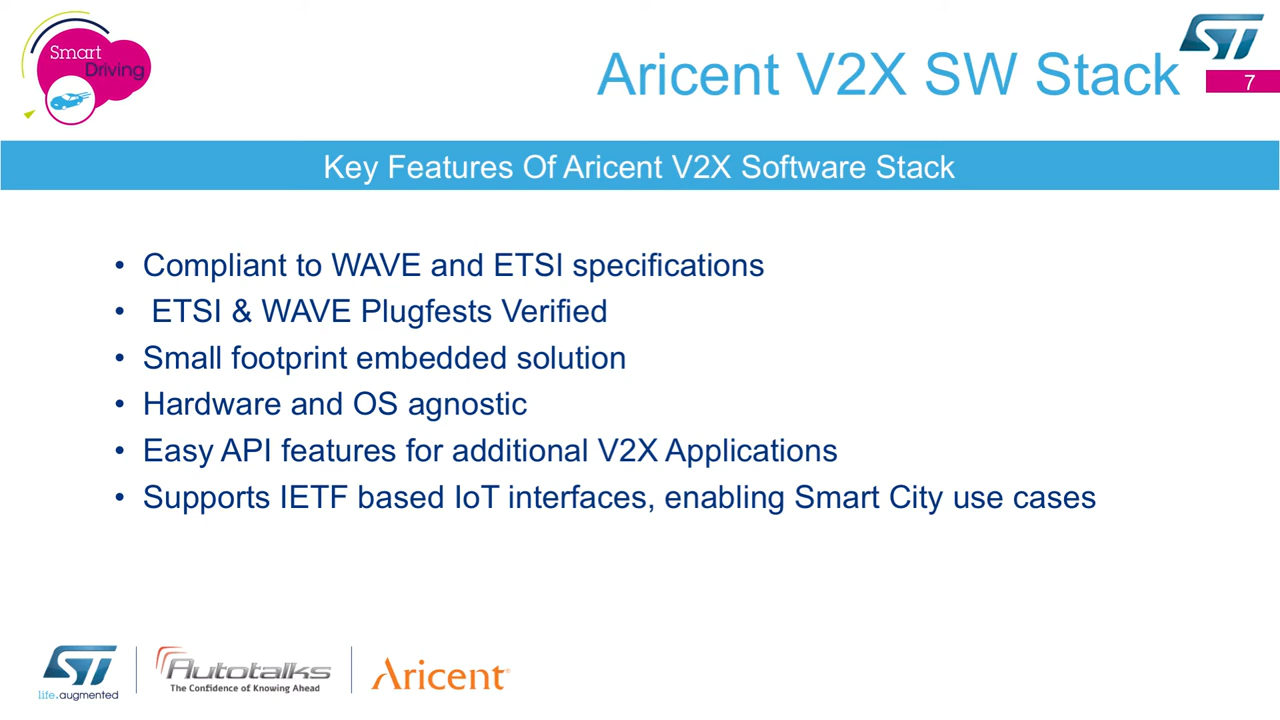 Smart
Driving
Aricent V2X SW Stack
7
Key Features Of Aricent V2X Software Stack
• Compliant to WAVE and ETSI specifications
• ETSI & WAVE Plugfests Verified
• Small footprint embedded solution
• Hardware and OS agnostic
• Easy API features for additional V2X Applications
• Supports IETF based IoT interfaces, enabling Smart City use cases
ST
life.augmented
Autotalks
The Confidence of Knowing Ahead
Aricent